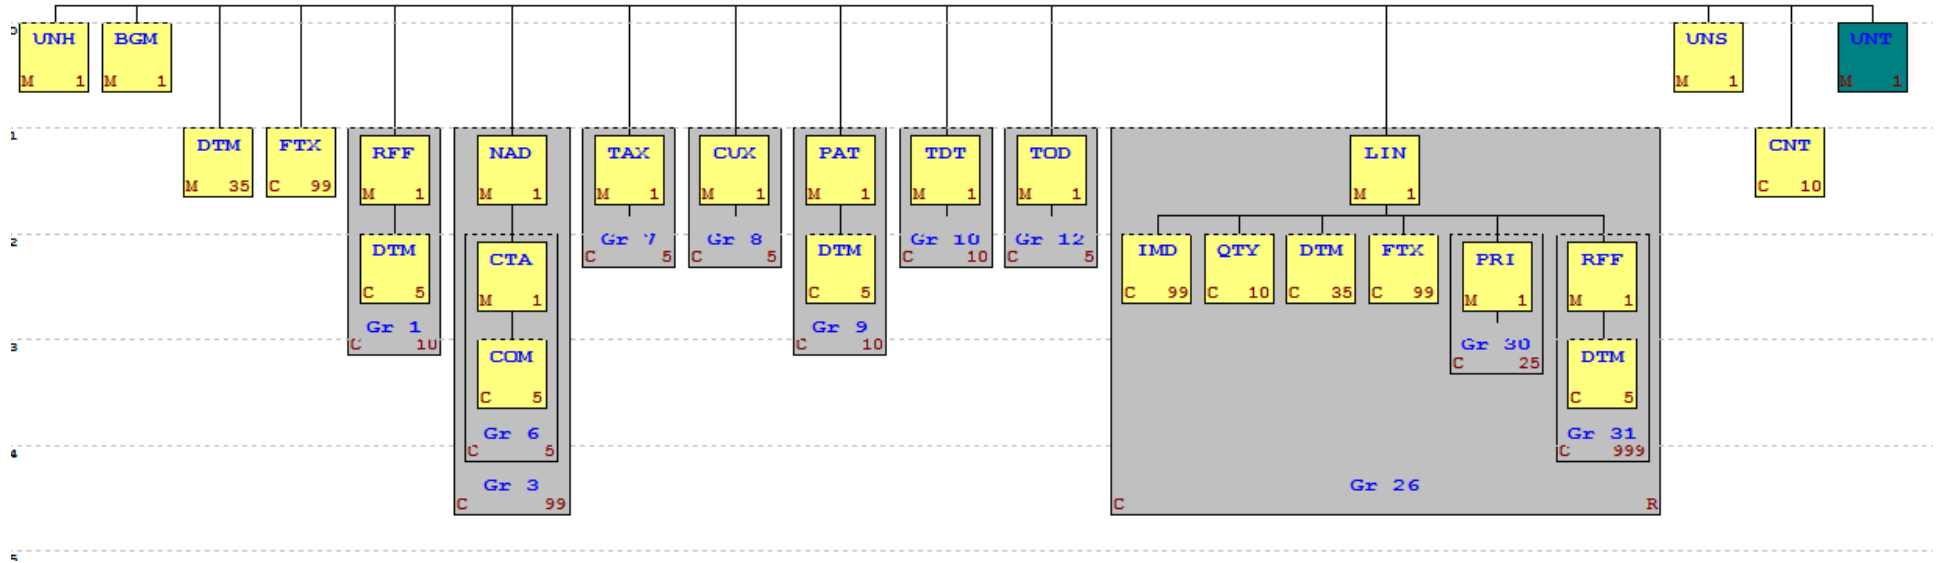 0
UNH BGM UNS UNT
M 1 M 1 M 1 M 1
1
DTM FTX RFF NAD TAX CUX PAT TDT TOD LIN CNT
M 35 C 99 M 1 M 1 M 1 M 1 M 1 M 1 M 1 M 1 C 10
2
DTM CTA Gr 7 Gr 8 DTM Gr 10 Gr 12 IMD QTY DTM FTX PRI RFF
C 5 M 1 C 5 C 5 C 5 C 10 C 5 C 99 C 10 C 35 C 99 M 1 M 1
Gr 1 Gr 9
3
C 10 C 10
COM Gr 30 DTM
C 25
C 5 C 5
Gr 6 Gr 31
4
C 5 C 999
Gr 3 Gr 26
C 99 C R
5